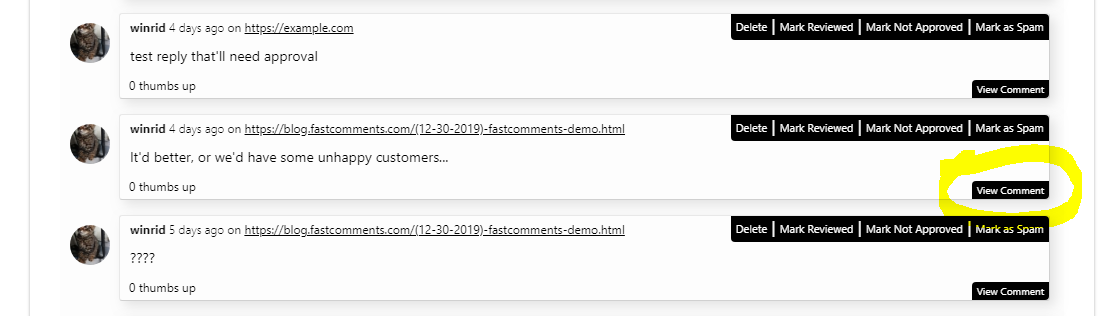 winrid 4 days ago on https://example.com Delete | Mark Reviewed | Mark Not Approved | Mark as Spam
test reply that'll need approval
0 thumbs up View Comment
winrid 4 days ago on https://blog.fastcomments.com/(12-30-2019)-fastcomments-demo.html Delete | Mark Reviewed | Mark Not Approved | Mark as Spam
It'd better, or we'd have some unhappy customers...
0 thumbs up View Comment
winrid 5 days ago on https://blog.fastcomments.com/(12-30-2019)-fastcomments-demo.html Delete | Mark Reviewed | Mark Not Approved | Mark as Spam
????
0 thumbs up View Comment